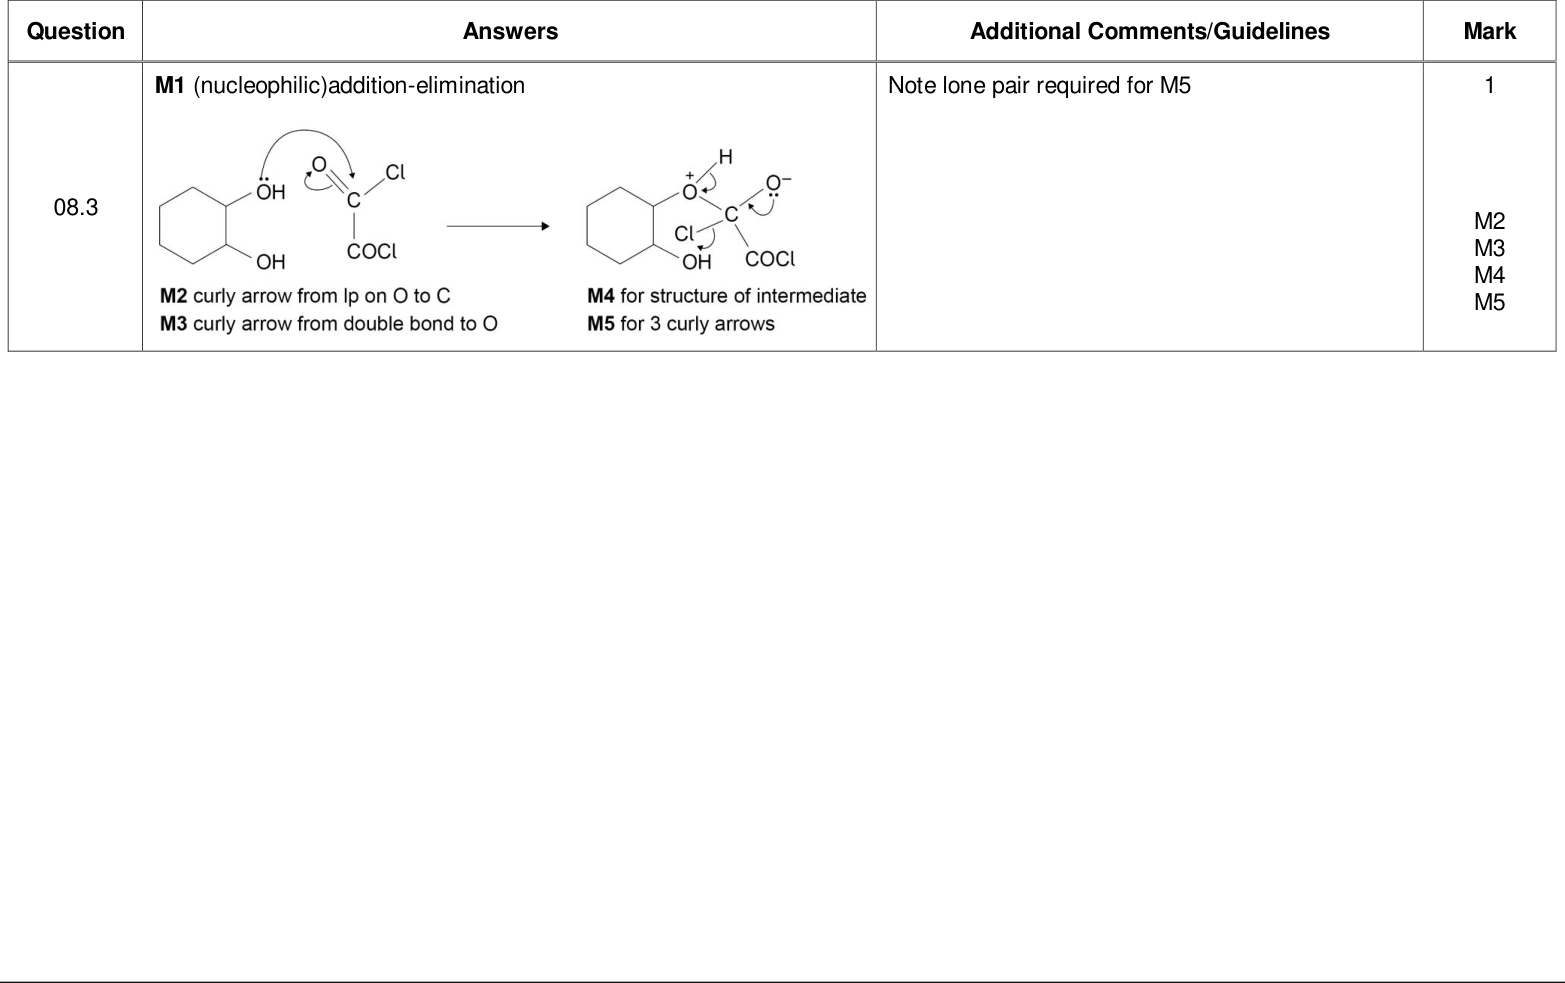 Question Answers Additional Comments/Guidelines Mark
M1 (nucleophilic)addition-elimination Note lone pair required for M5 1
H
O Cl + O–
OH O
08.3 C C
Cl M2
COCl M3
OH OH COCl M4
M2 curly arrow from lp on O to C M4 for structure of intermediate M5
M3 curly arrow from double bond to O M5 for 3 curly arrows